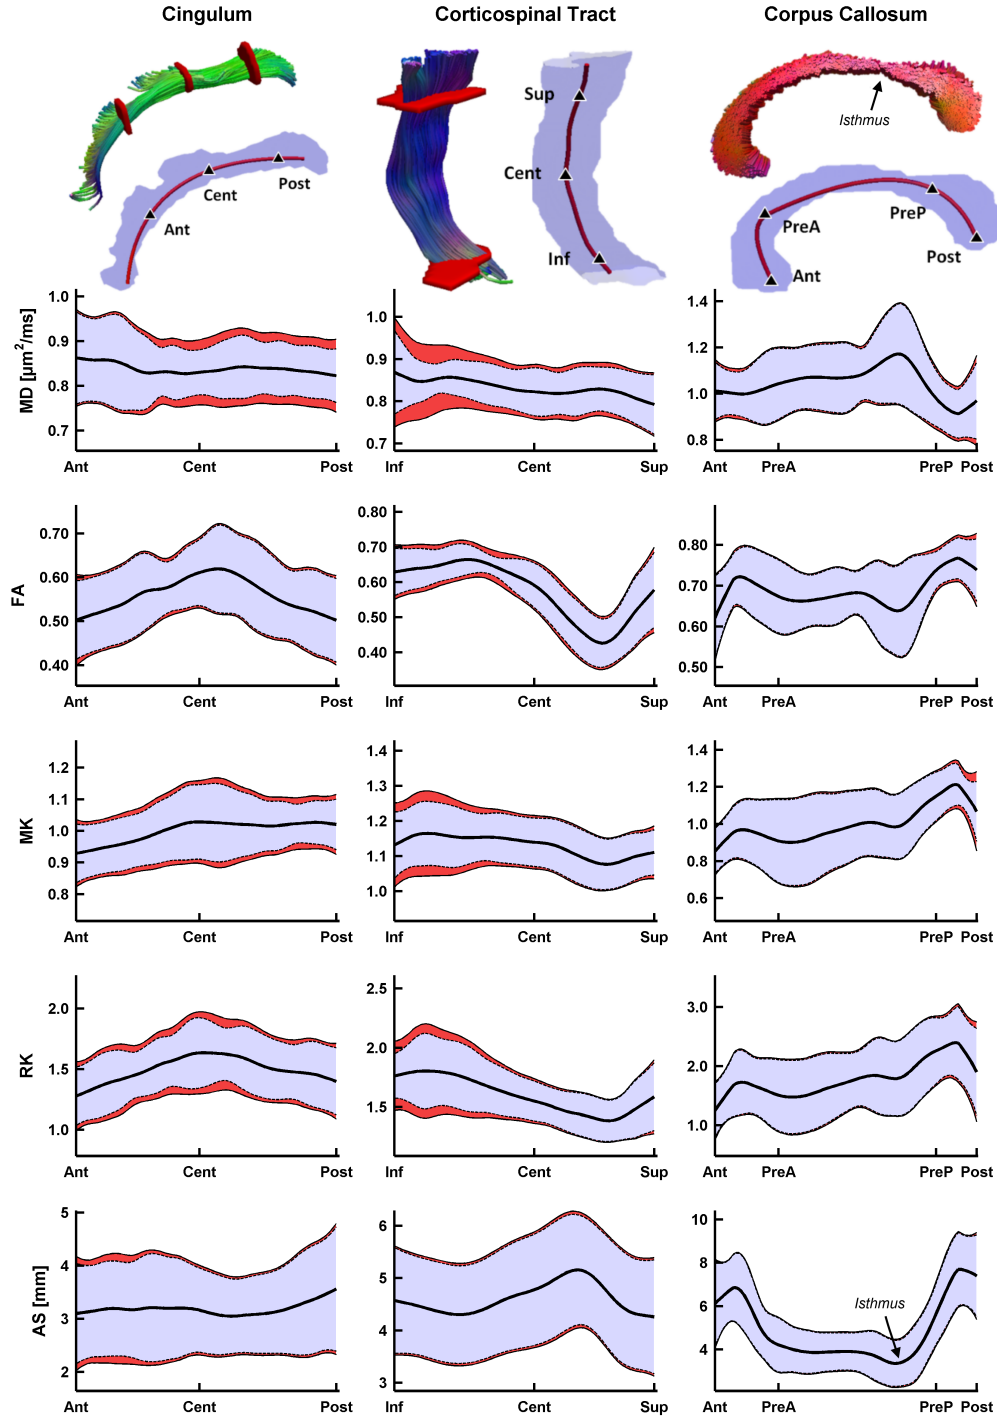 Cingulum
Corticospinal Tract
Corpus Callosum
Isthmus
Ant
Cent
Post
Sup
Cent
Inf
PreA
PreP
Ant
Post
MD [µm²/ms]
1.0
0.9
0.8
0.7
Ant Cent Post
1.0
0.9
0.8
0.7
Inf Cent Sup
1.4
1.2
1.0
0.8
Ant PreA PreP Post
FA
0.70
0.60
0.50
0.40
Ant Cent Post
0.80
0.70
0.60
0.50
0.40
Inf Cent Sup
0.80
0.70
0.60
0.50
Ant PreA PreP Post
MK
1.2
1.1
1.0
0.9
0.8
Ant Cent Post
1.4
1.3
1.2
1.1
1.0
Inf Cent Sup
1.4
1.2
1.0
0.8
0.6
Ant PreA PreP Post
RK
2.0
1.5
1.0
Ant Cent Post
2.5
2.0
1.5
Inf Cent Sup
3.0
2.0
1.0
Ant PreA PreP Post
AS [mm]
5
4
3
2
Ant Cent Post
6
5
4
3
Inf Cent Sup
10
8
6
4
Isthmus
Ant PreA PreP Post